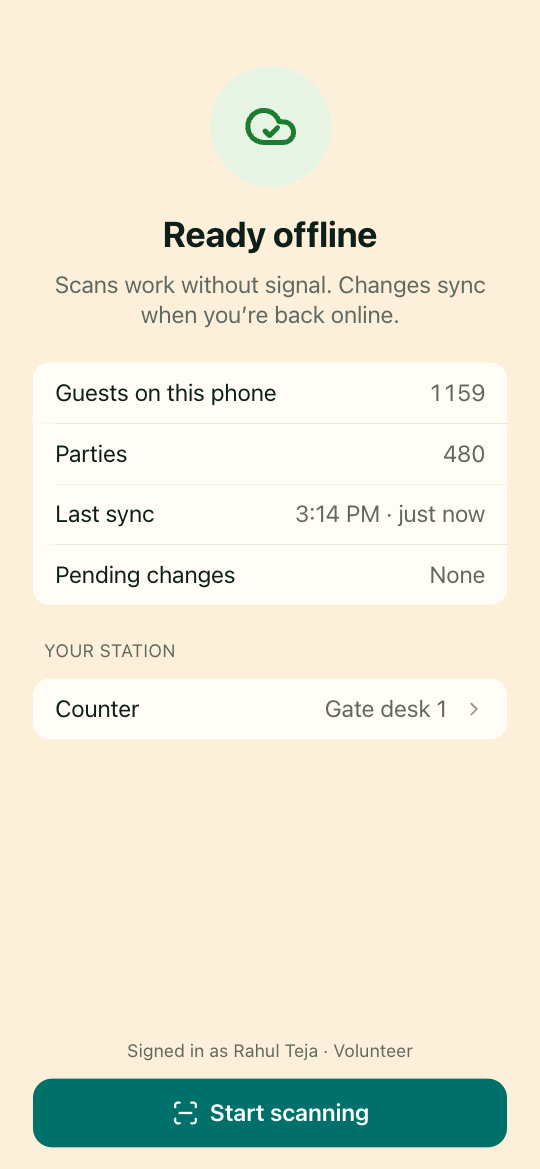 Ready offline
Scans work without signal. Changes sync
when you’re back online.
Guests on this phone 1159
Parties 480
Last sync 3:14 PM · just now
Pending changes None
YOUR STATION
Counter Gate desk 1
Signed in as Rahul Teja · Volunteer
Start scanning